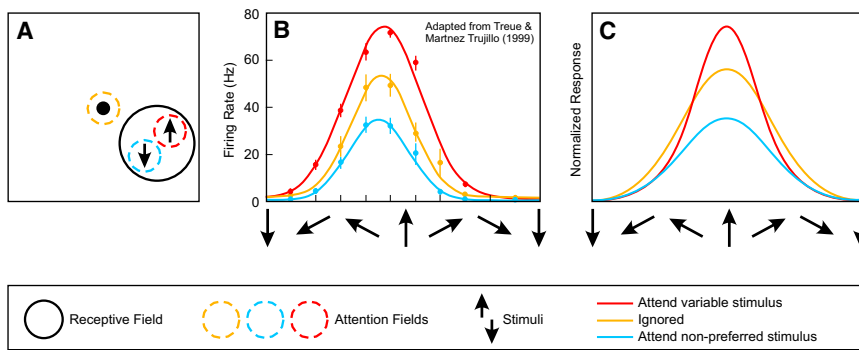 A
B
Adapted from Treue &
Martnez Trujillo (1999)
C
Firing Rate (Hz)
80
60
40
20
0
Normalized Response
Receptive Field
Attention Fields
Stimuli
Attend variable stimulus
Ignored
Attend non-preferred stimulus